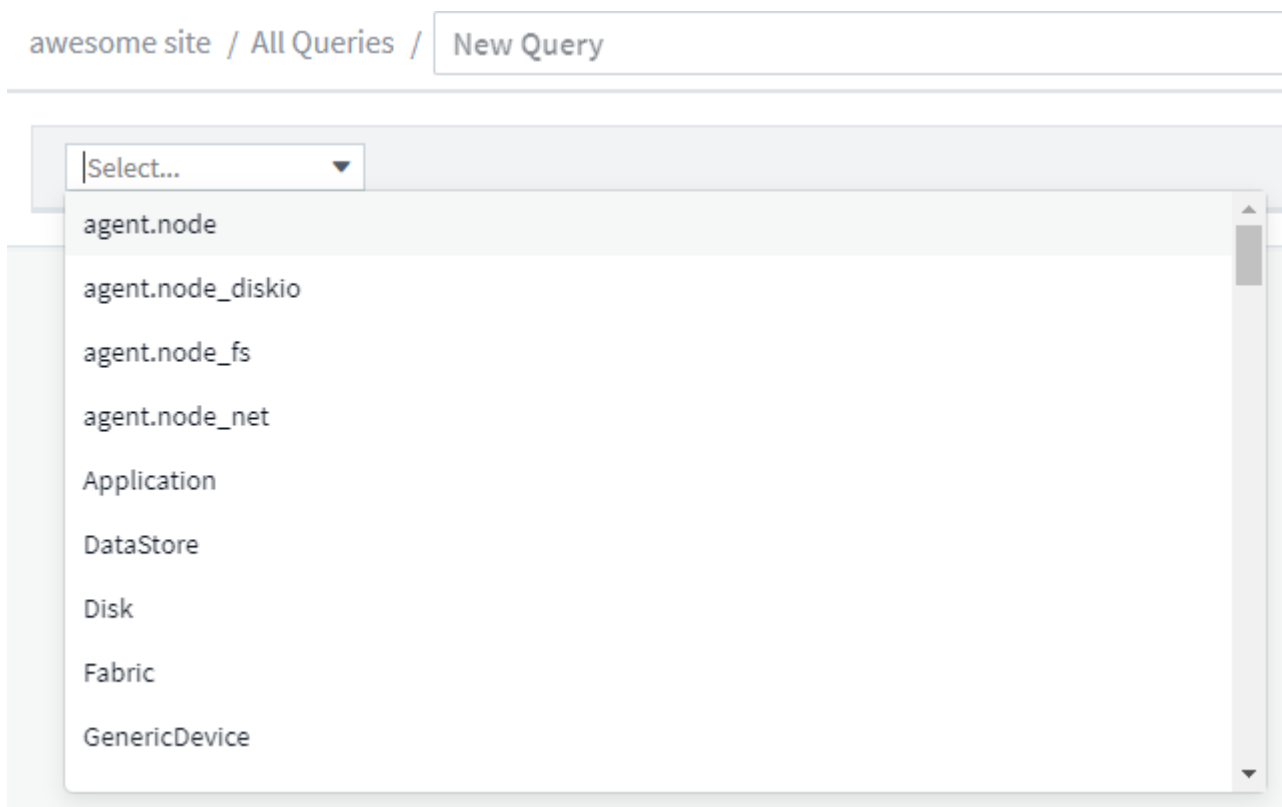 awesome site / All Queries / New Query
Select...
agent.node
agent.node_diskio
agent.node_fs
agent.node_net
Application
DataStore
Disk
Fabric
GenericDevice